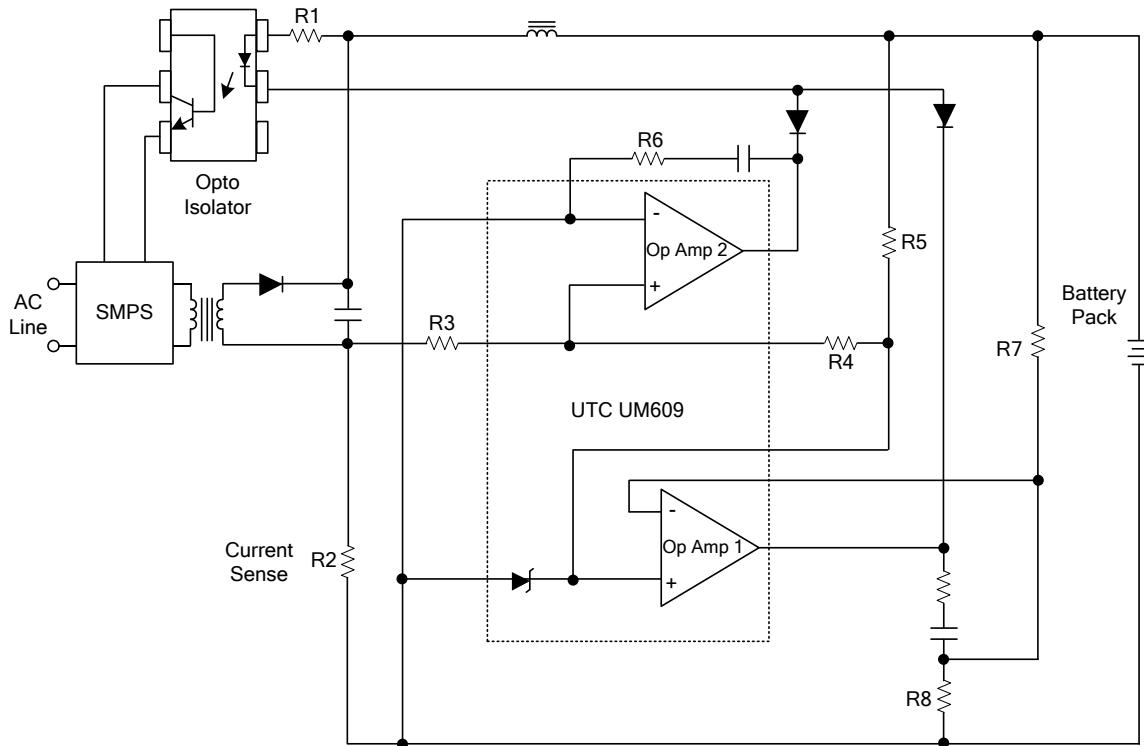 R1
Opto
Isolator
R6
-
Op Amp 2
+
R5
AC
Line
SMPS
R3
R4
Battery
Pack
R7
UTC UM609
-
Op Amp 1
+
Current
Sense
R2
R8